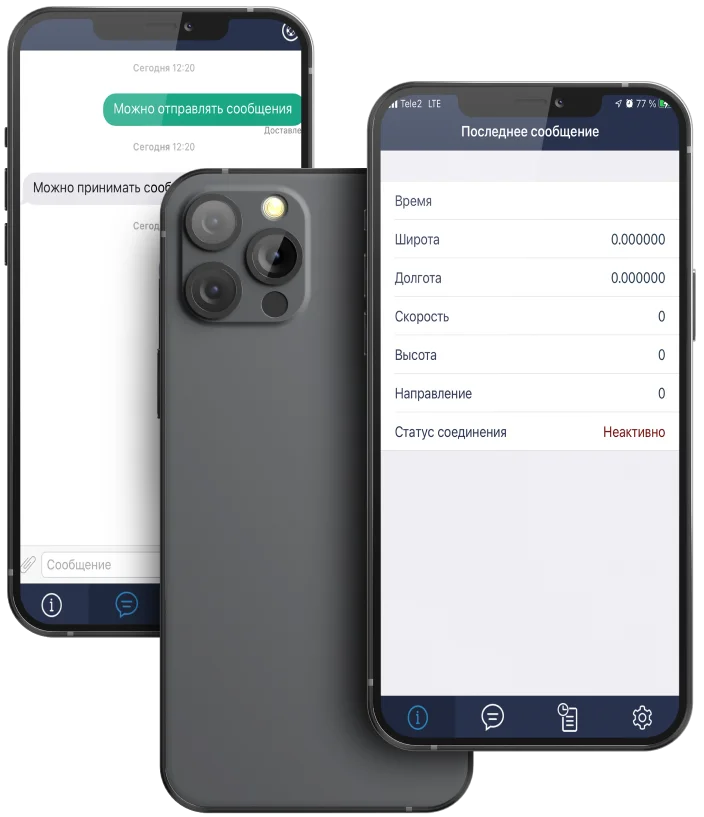 Сегодня 12:20
Можно отправлять сообщения
Доставле
Сегодня 12:20
Можно принимать сооб
Сегод
Сообщение
Tele2 LTE 77 %
Последнее сообщение
Время
Широта 0.000000
Долгота 0.000000
Скорость 0
Высота 0
Направление 0
Статус соединения Неактивно